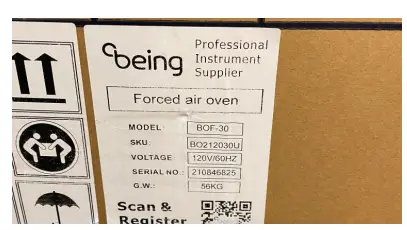 being
Professional
Instrument
Supplier
Forced air oven
MODEL: BOF-30
SKU: BO212030U
VOLTAGE 120V/60HZ
SERIAL NO.: 210846825
G.W.: 56KG
Scan &
Register